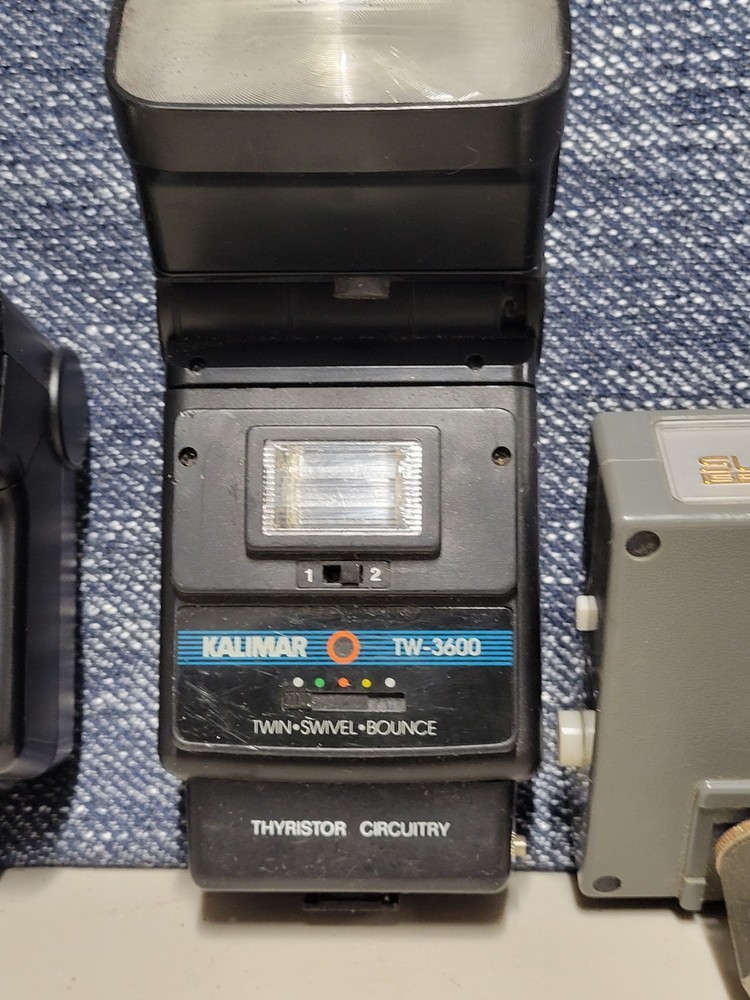 1 2
KALIMAR TW-3600
TWIN•SWIVEL•BOUNCE
THYRISTOR CIRCUITRY